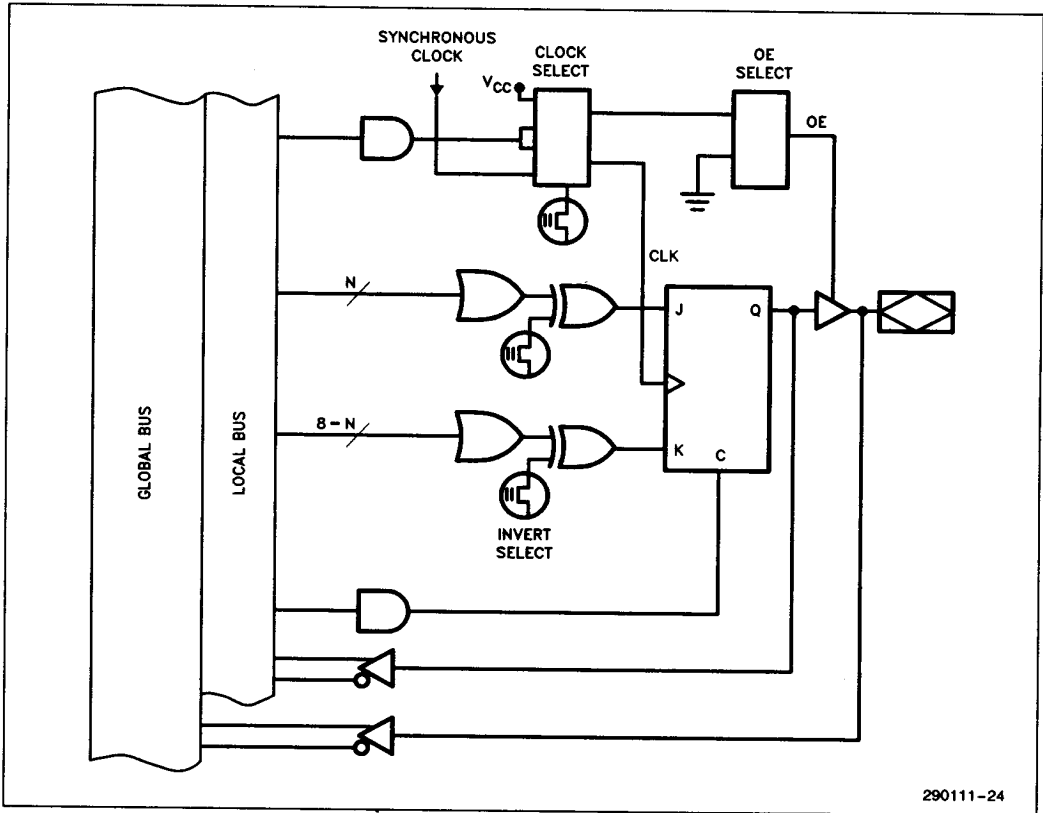 SYNCHRONOUS
CLOCK
CLOCK
SELECT
OE
SELECT
VCC
OE
CLK
N
J
Q
8-N
K
C
INVERT
SELECT
GLOBAL BUS
LOCAL BUS
290111-24